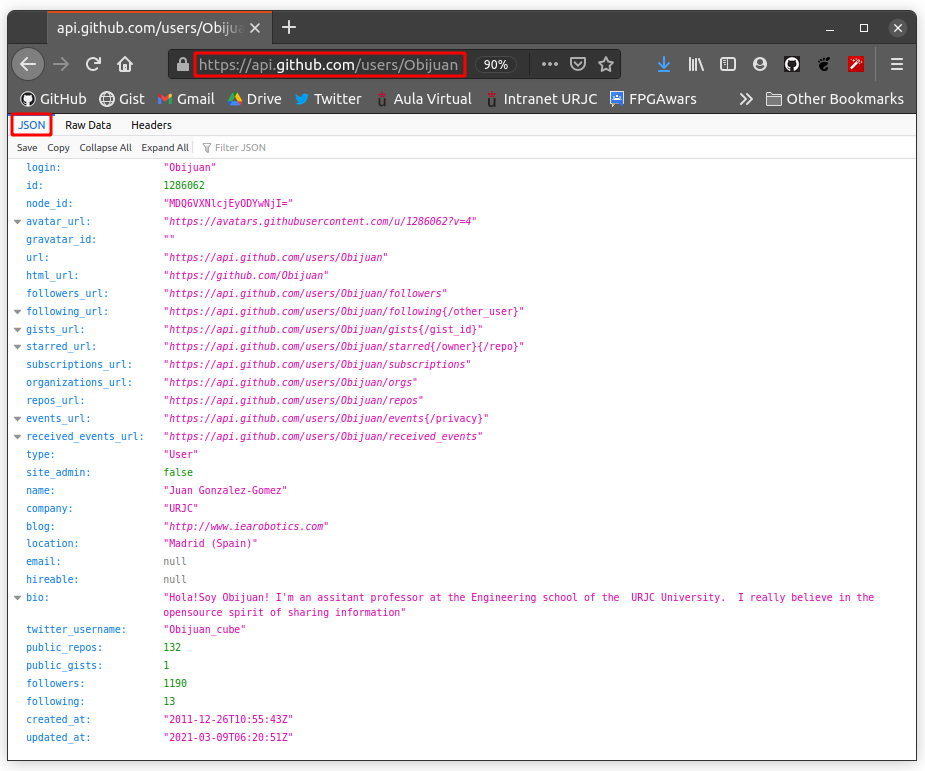 api.github.com/users/Obijua
https://api.github.com/users/Obijuan 90%
GitHub Gist Gmail Drive Twitter Aula Virtual Intranet URJC FPGAwars Other Bookmarks
JSON Raw Data Headers
Save Copy Collapse All Expand All Filter JSON
login: "Obijuan"
id: 1286062
node_id: "MDQ6VXNlcjEyODYwNjI="
avatar_url: "https://avatars.githubusercontent.com/u/1286062?v=4"
gravatar_id: ""
url: "https://api.github.com/users/Obijuan"
html_url: "https://github.com/Obijuan"
followers_url: "https://api.github.com/users/Obijuan/followers"
following_url: "https://api.github.com/users/Obijuan/following{/other_user}"
gists_url: "https://api.github.com/users/Obijuan/gists{/gist_id}"
starred_url: "https://api.github.com/users/Obijuan/starred{/owner}{/repo}"
subscriptions_url: "https://api.github.com/users/Obijuan/subscriptions"
organizations_url: "https://api.github.com/users/Obijuan/orgs"
repos_url: "https://api.github.com/users/Obijuan/repos"
events_url: "https://api.github.com/users/Obijuan/events{/privacy}"
received_events_url: "https://api.github.com/users/Obijuan/received_events"
type: "User"
site_admin: false
name: "Juan Gonzalez-Gomez"
company: "URJC"
blog: "http://www.iearobotics.com"
location: "Madrid (Spain)"
email: null
hireable: null
bio: "Hola!Soy Obijuan! I'm an assitant professor at the Engineering school of the  URJC University.  I really believe in the
opensource spirit of sharing information"
twitter_username: "Obijuan_cube"
public_repos: 132
public_gists: 1
followers: 1190
following: 13
created_at: "2011-12-26T10:55:43Z"
updated_at: "2021-03-09T06:20:51Z"